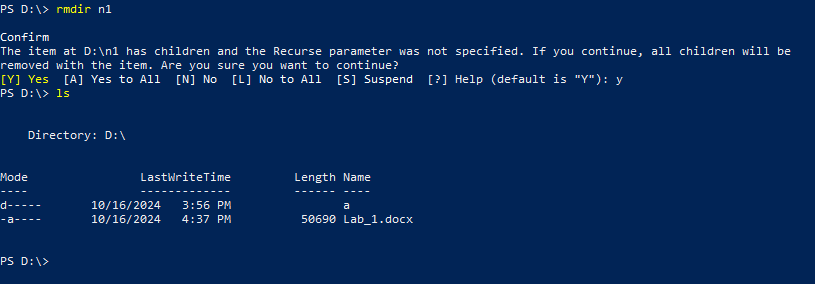 PS D:\> rmdir n1
Confirm
The item at D:\n1 has children and the Recurse parameter was not specified. If you continue, all children will be
removed with the item. Are you sure you want to continue?
[Y] Yes  [A] Yes to All  [N] No  [L] No to All  [S] Suspend  [?] Help (default is "Y"): y
PS D:\> ls
    Directory: D:\
Mode                LastWriteTime         Length Name
----                -------------         ------ ----
d-----       10/16/2024   3:56 PM                a
-a----       10/16/2024   4:37 PM          50690 Lab_1.docx
PS D:\>